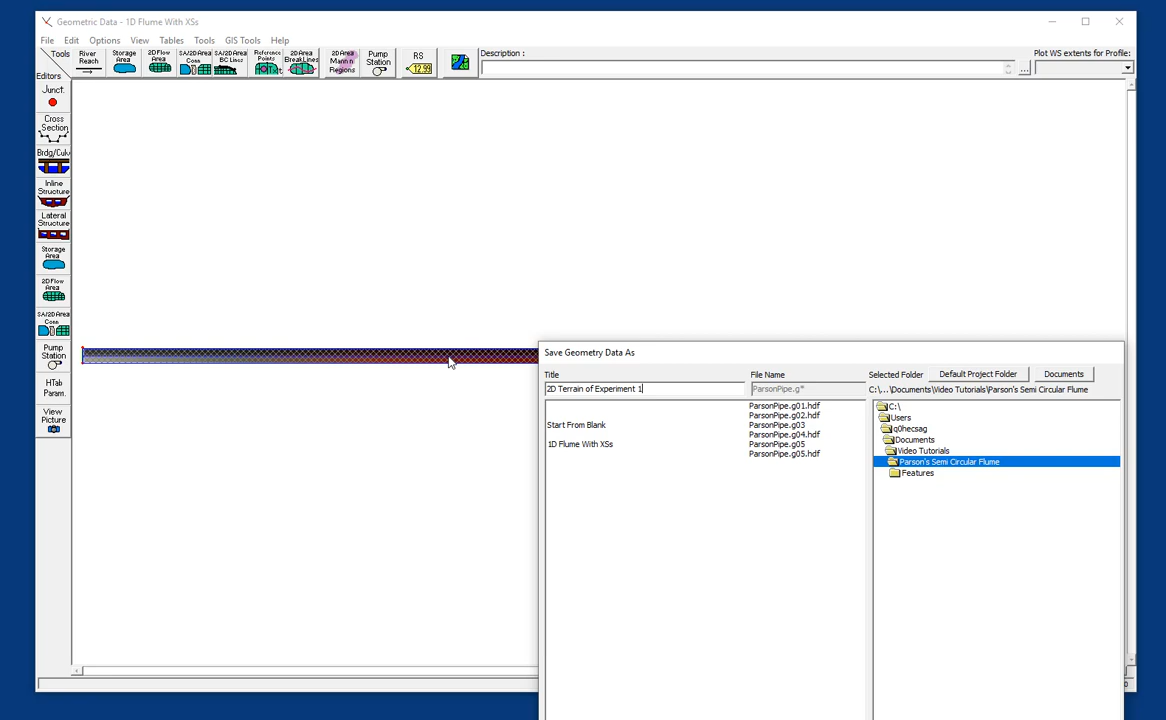 Geometric Data - 1D Flume With XSs
File Edit Options View Tables Tools GIS Tools Help
Tools
Editors
River
Reach
Storage
Area
2D Flow
Area
SA/2D Area
Conn
SA/2D Area
BC Lines
Reference
Points
2D Area
BreakLines
2D Area
Mann n
Regions
Pump
Station
RS
12.99
Description :
...
Plot WS extents for Profile:
Junct.
Cross
Section
Brdg/Culv
Inline
Structure
Lateral
Structure
Storage
Area
2D Flow
Area
SA/2D Area
Conn
Pump
Station
HTab
Param.
View
Picture
Save Geometry Data As
Title
File Name
Selected Folder
Default Project Folder
Documents
2D Terrain of Experiment 1
ParsonPipe.g*
C:\...\Documents\Video Tutorials\Parson's Semi Circular Flume
ParsonPipe.g01.hdf
ParsonPipe.g02.hdf
Start From Blank ParsonPipe.g03
ParsonPipe.g04.hdf
1D Flume With XSs ParsonPipe.g05
ParsonPipe.g05.hdf
C:\
Users
q0hecsag
Documents
Video Tutorials
Parson's Semi Circular Flume
Features